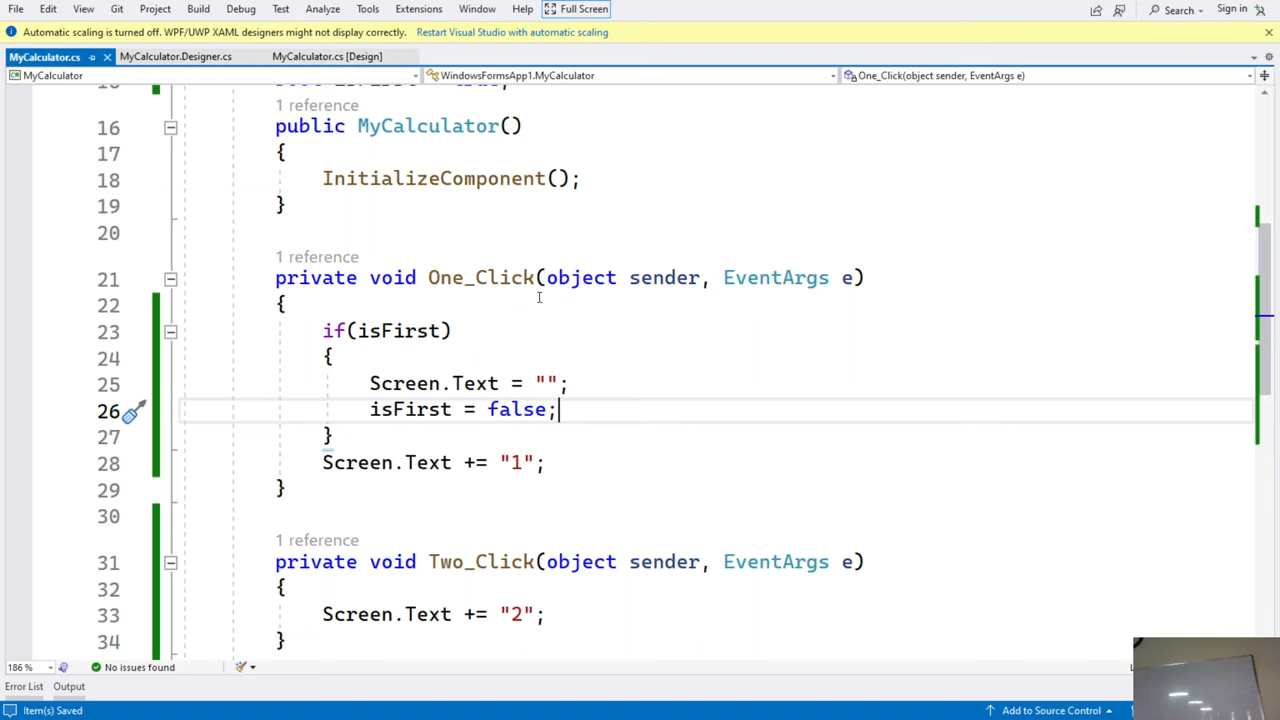 File Edit View Git Project Build Debug Test Analyze Tools Extensions Window Help Full Screen Search Sign in
Automatic scaling is turned off. WPF/UWP XAML designers might not display correctly. Restart Visual Studio with automatic scaling
MyCalculator.cs MyCalculator.Designer.cs MyCalculator.cs [Design]
MyCalculator WindowsFormsApp1.MyCalculator One_Click(object sender, EventArgs e)
1 reference
16 public MyCalculator()
17 {
18 InitializeComponent();
19 }
20
1 reference
21 private void One_Click(object sender, EventArgs e)
22 {
23 if(isFirst)
24 {
25 Screen.Text = "";
26 isFirst = false;
27 }
28 Screen.Text += "1";
29 }
30
1 reference
31 private void Two_Click(object sender, EventArgs e)
32 {
33 Screen.Text += "2";
34 }
186 % No issues found
Error List Output
Item(s) Saved Add to Source Control